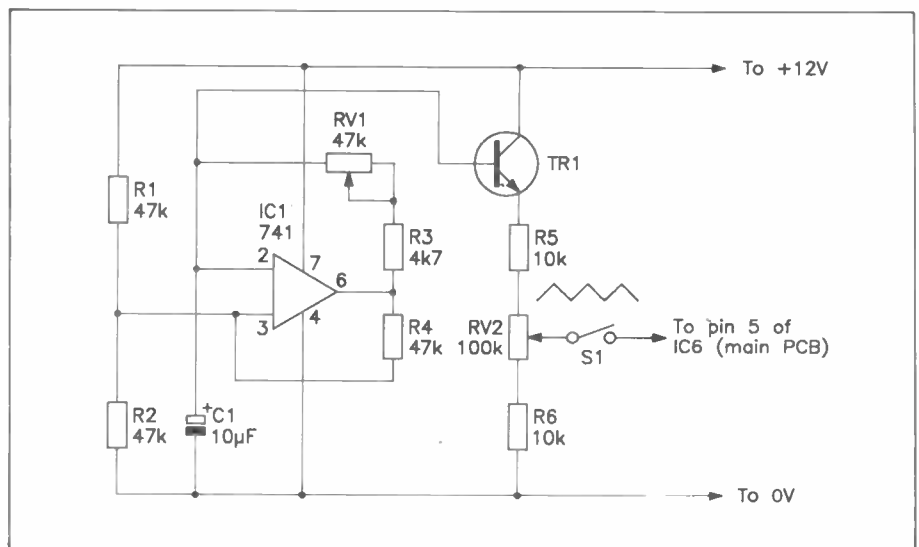 To +12V
RV1
47k
TR1
R1
47k
IC1
741
2
7
6
3
4
R3
4k7
R5
10k
R4
47k
RV2
100k
S1
To pin 5 of
IC6 (main PCB)
R2
47k
+
C1
10µF
R6
10k
To 0V